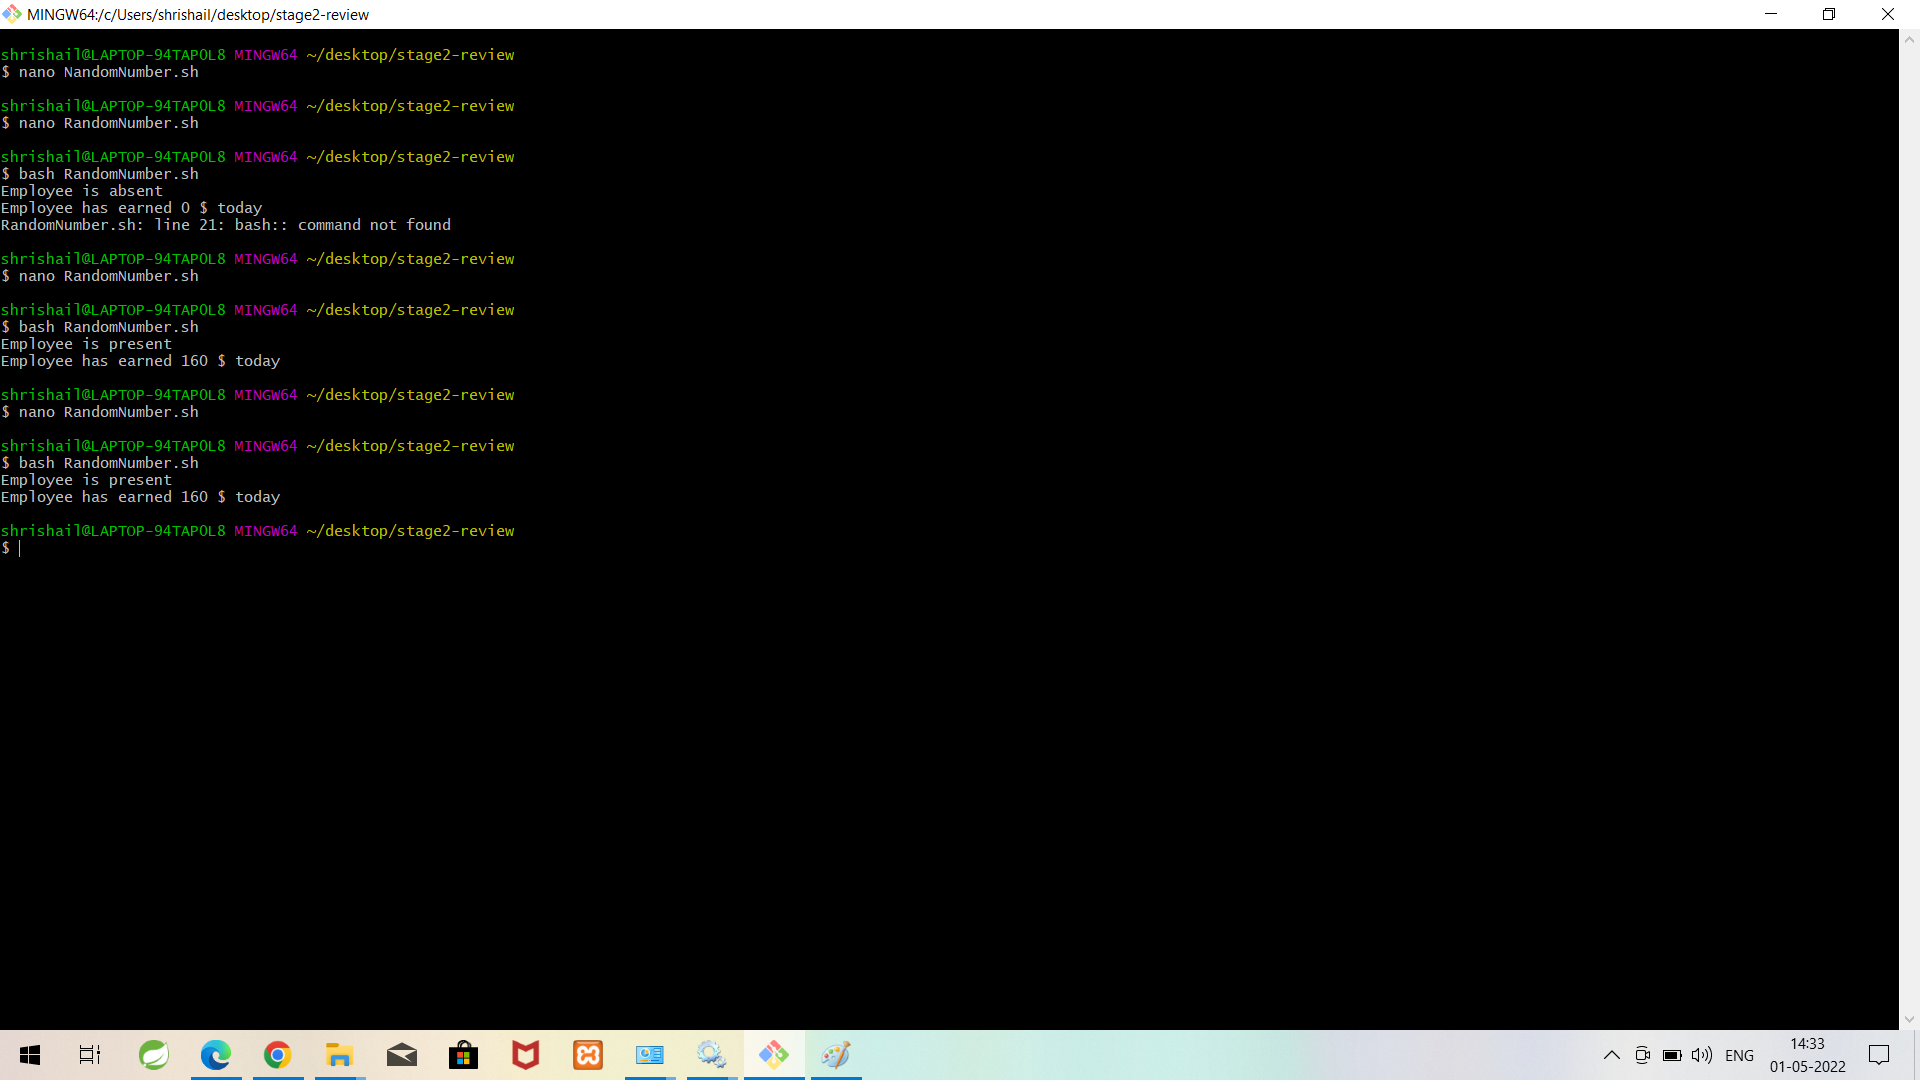 MINGW64:/c/Users/shrishail/desktop/stage2-review
shrishail@LAPTOP-94TAPOL8 MINGW64 ~/desktop/stage2-review
$ nano NandomNumber.sh
shrishail@LAPTOP-94TAPOL8 MINGW64 ~/desktop/stage2-review
$ nano RandomNumber.sh
shrishail@LAPTOP-94TAPOL8 MINGW64 ~/desktop/stage2-review
$ bash RandomNumber.sh
Employee is absent
Employee has earned 0 $ today
RandomNumber.sh: line 21: bash:: command not found
shrishail@LAPTOP-94TAPOL8 MINGW64 ~/desktop/stage2-review
$ nano RandomNumber.sh
shrishail@LAPTOP-94TAPOL8 MINGW64 ~/desktop/stage2-review
$ bash RandomNumber.sh
Employee is present
Employee has earned 160 $ today
shrishail@LAPTOP-94TAPOL8 MINGW64 ~/desktop/stage2-review
$ nano RandomNumber.sh
shrishail@LAPTOP-94TAPOL8 MINGW64 ~/desktop/stage2-review
$ bash RandomNumber.sh
Employee is present
Employee has earned 160 $ today
shrishail@LAPTOP-94TAPOL8 MINGW64 ~/desktop/stage2-review
$
ENG
14:33
01-05-2022